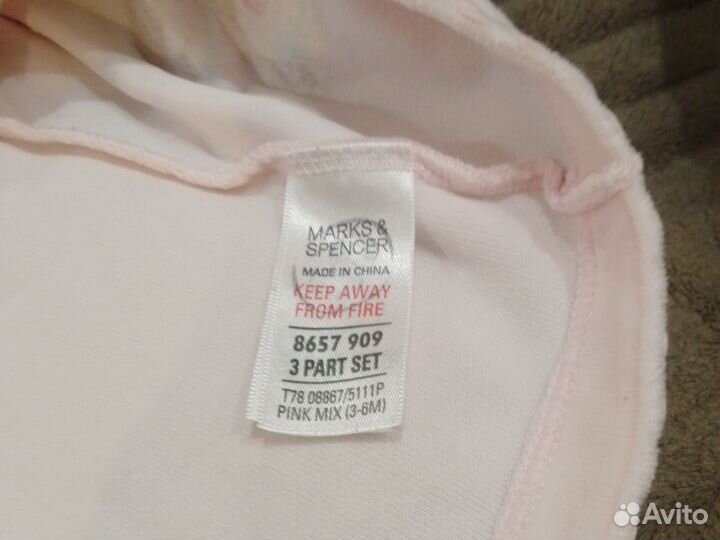 MARKS &
SPENCER
MADE IN CHINA
KEEP AWAY
FROM FIRE
8657 909
3 PART SET
T78 08867/5111P
PINK MIX (3-6M)
Avito